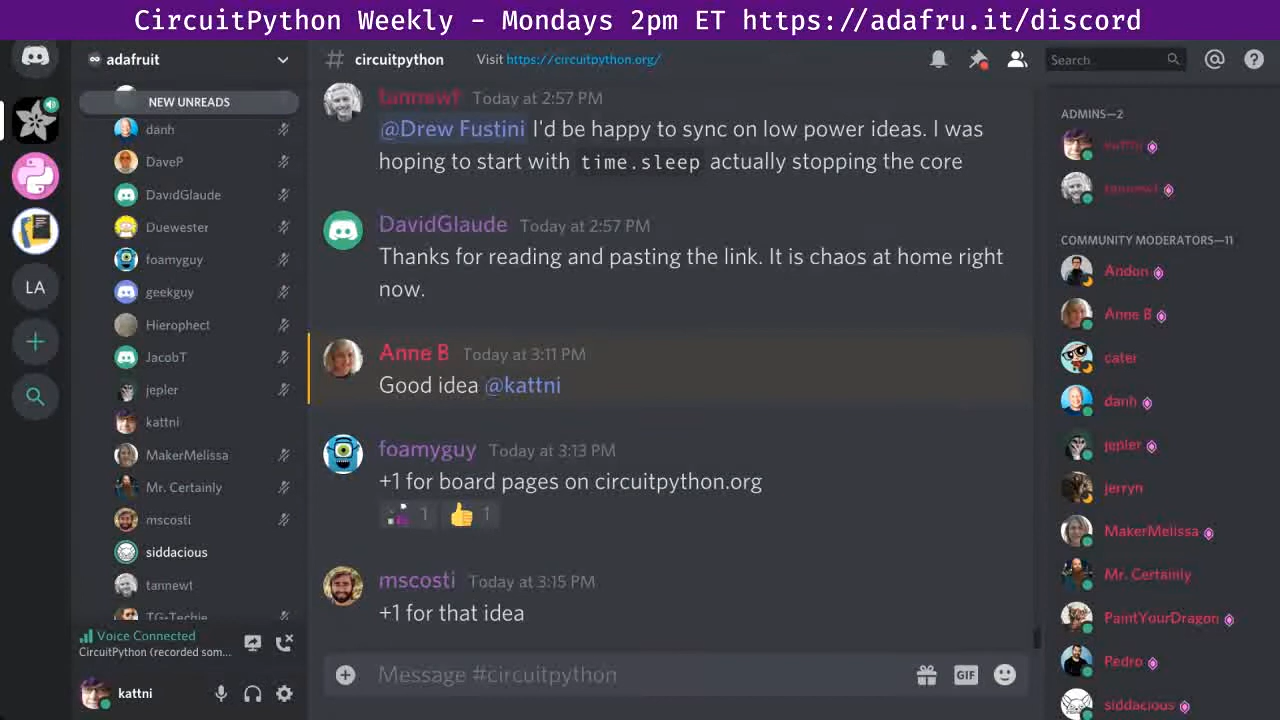 CircuitPython Weekly - Mondays 2pm ET https://adafru.it/discord
adafruit
NEW UNREADS
danh
DaveP
DavidGlaude
Duewester
foamyguy
geekguy
Hierophect
JacobT
jepler
kattni
MakerMelissa
Mr. Certainly
mscosti
siddacious
tannewt
TG-Techie
Voice Connected
CircuitPython (recorded som...
kattni
LA
# circuitpython Visit https://circuitpython.org/
tannewt Today at 2:57 PM
@Drew Fustini I'd be happy to sync on low power ideas. I was
hoping to start with time.sleep actually stopping the core
DavidGlaude Today at 2:57 PM
Thanks for reading and pasting the link. It is chaos at home right
now.
Anne B Today at 3:11 PM
Good idea @kattni
foamyguy Today at 3:13 PM
+1 for board pages on circuitpython.org
1 1
mscosti Today at 3:15 PM
+1 for that idea
Message #circuitpython
GIF
Search
ADMINS—2
kattni
tannewt
COMMUNITY MODERATORS—11
Andon
Anne B
cater
danh
jepler
jerryn
MakerMelissa
Mr. Certainly
PaintYourDragon
Pedro
siddacious